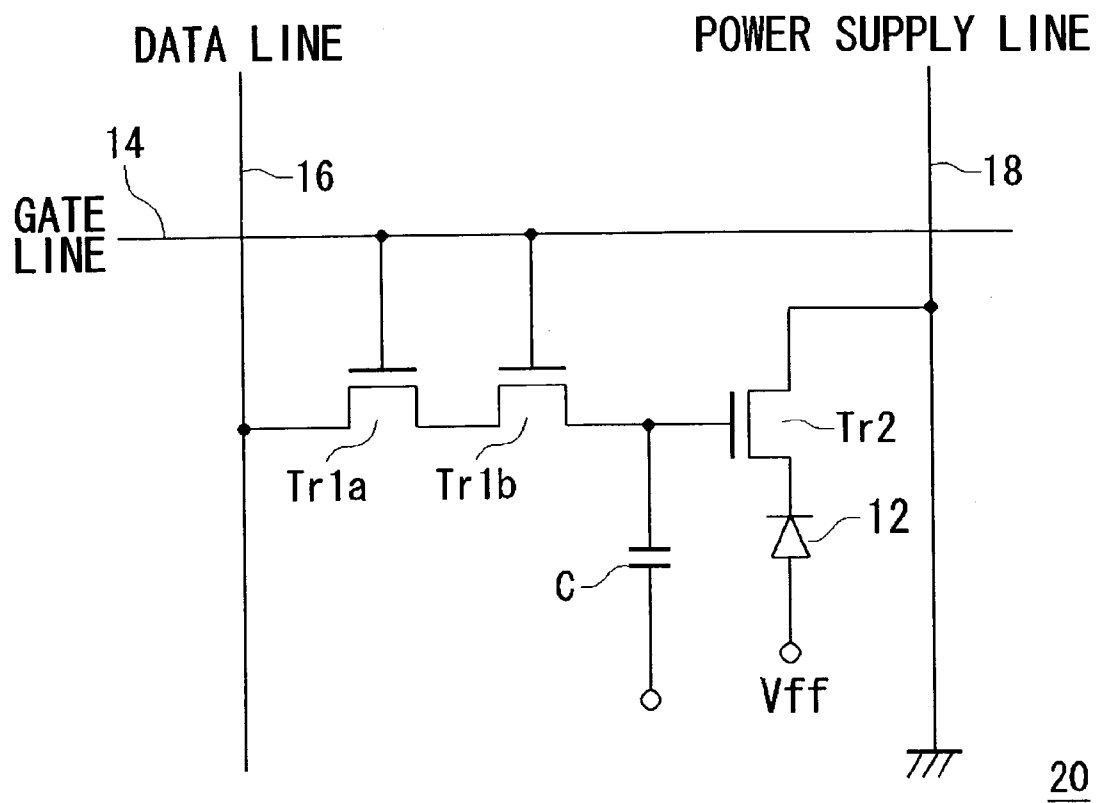 DATA LINE
POWER SUPPLY LINE
14
16
18
GATE
LINE
Tr1a
Tr1b
Tr2
12
C
Vff
20